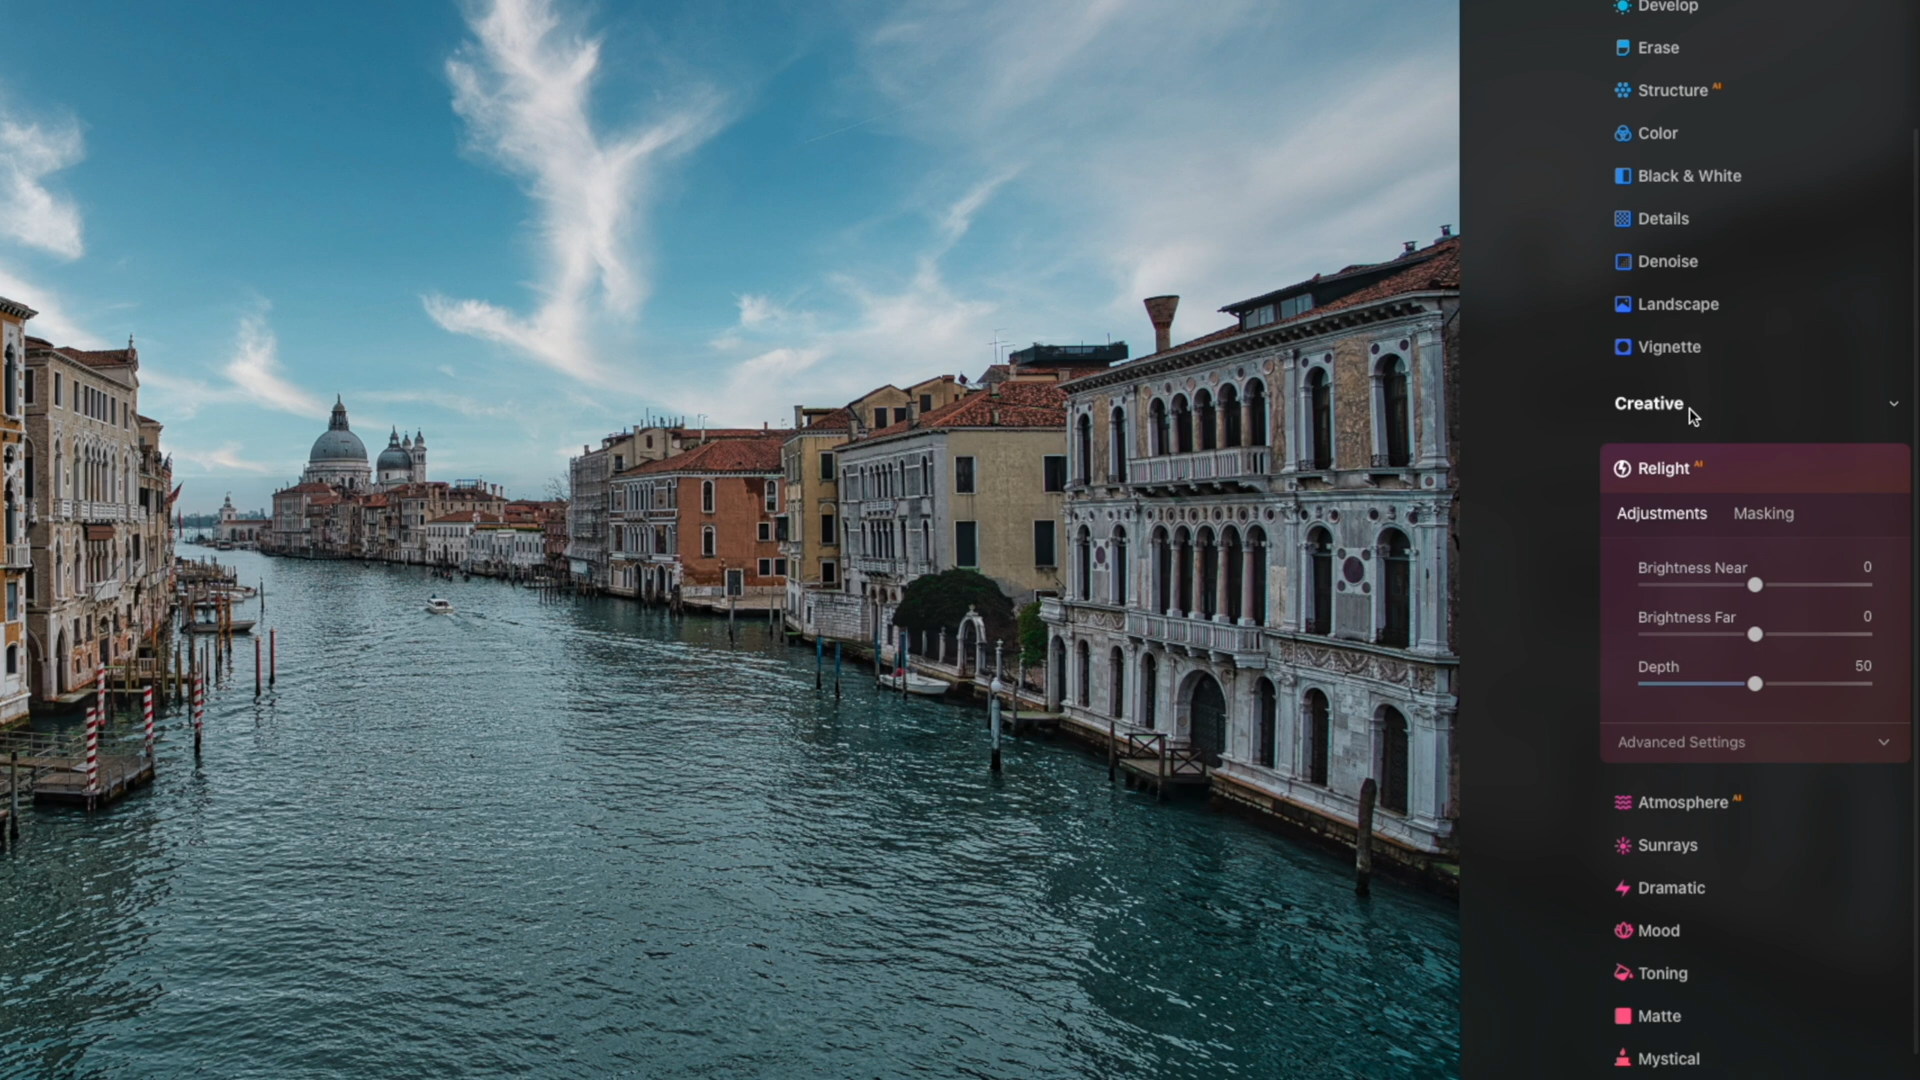 Develop
Erase
Structure AI
Color
Black & White
Details
Denoise
Landscape
Vignette
Creative
Relight AI
Adjustments Masking
Brightness Near 0
Brightness Far 0
Depth 50
Advanced Settings
Atmosphere AI
Sunrays
Dramatic
Mood
Toning
Matte
Mystical